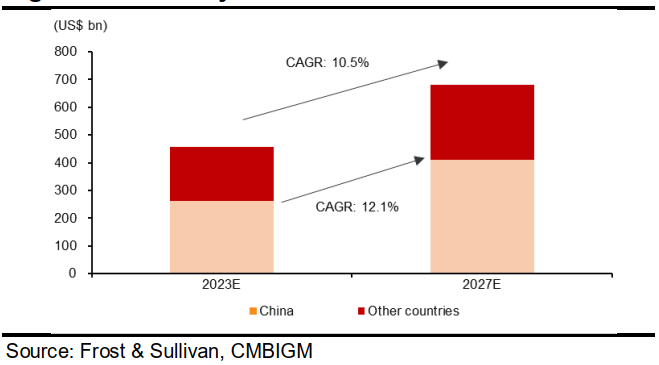 (US$ bn)
800
700
600
500
400
300
200
100
0
CAGR: 10.5%
CAGR: 12.1%
2023E
2027E
China
Other countries
Source: Frost & Sullivan, CMBIGM